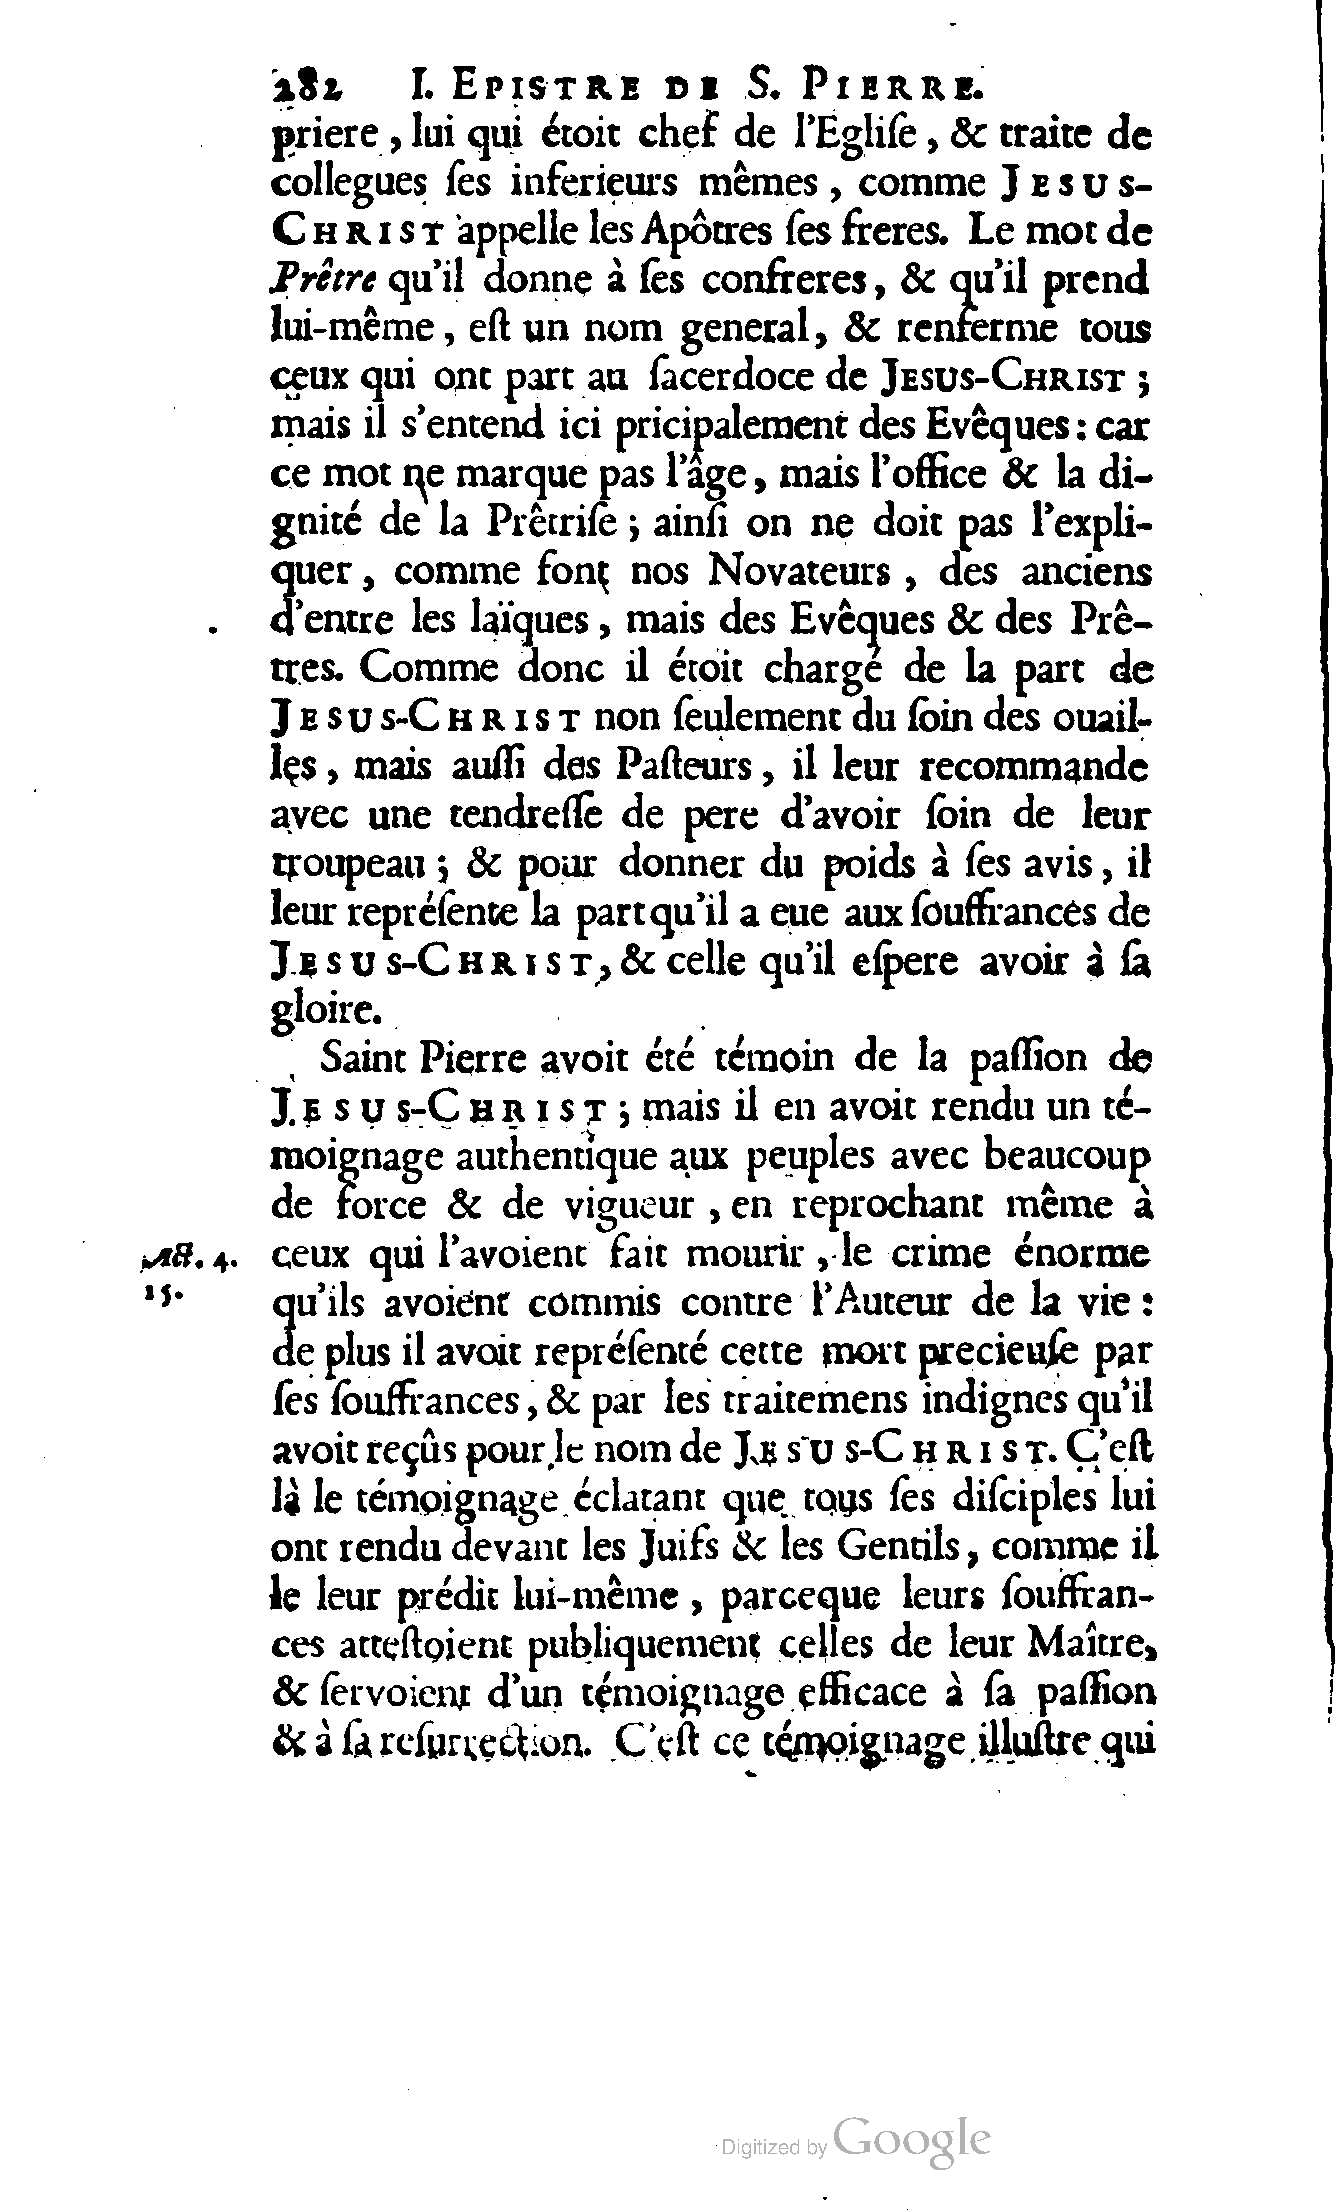 282 I. EPISTRE DE S. PIERRE.
priere, lui qui étoit chef de l'Egliſe, & traite de
collegues ſes inferieurs mêmes, comme JESUS-
CHRIST appelle les Apôtres ſes freres. Le mot de
Prêtre qu'il donne à ſes confreres, & qu'il prend
lui-même, eſt un nom general, & renferme tous
ceux qui ont part au ſacerdoce de JESUS-CHRIST;
mais il s'entend ici pricipalement des Evêques: car
ce mot ne marque pas l'âge, mais l'office & la di-
gnité de la Prêtriſe; ainſi on ne doit pas l'expli-
quer, comme font nos Novateurs, des anciens
d'entre les laïques, mais des Evêques & des Prê-
tres. Comme donc il étoit chargé de la part de
JESUS-CHRIST non ſeulement du ſoin des ouail-
les, mais auſſi des Paſteurs, il leur recommande
avec une tendreſſe de pere d'avoir ſoin de leur
troupeau; & pour donner du poids à ſes avis, il
leur repréſente la part qu'il a eue aux ſouffrances de
JESUS-CHRIST, & celle qu'il eſpere avoir à ſa
gloire.
Saint Pierre avoit été témoin de la paſſion de
JESUS-CHRIST; mais il en avoit rendu un té-
moignage authentique aux peuples avec beaucoup
de force & de vigueur, en reprochant même à
Act. 4. ceux qui l'avoient fait mourir, le crime énorme
15. qu'ils avoient commis contre l'Auteur de la vie:
de plus il avoit repréſenté cette mort precieuſe par
ſes ſouffrances, & par les traitemens indignes qu'il
avoit reçûs pour le nom de JESUS-CHRIST. C'eſt
là le témoignage éclatant que tous ſes diſciples lui
ont rendu devant les Juifs & les Gentils, comme il
le leur prédit lui-même, parceque leurs ſouffran-
ces atteſtoient publiquement celles de leur Maître,
& ſervoient d'un témoignage efficace à ſa paſſion
& à ſa reſurrection. C'eſt ce témoignage illuſtre qui
Digitized by Google